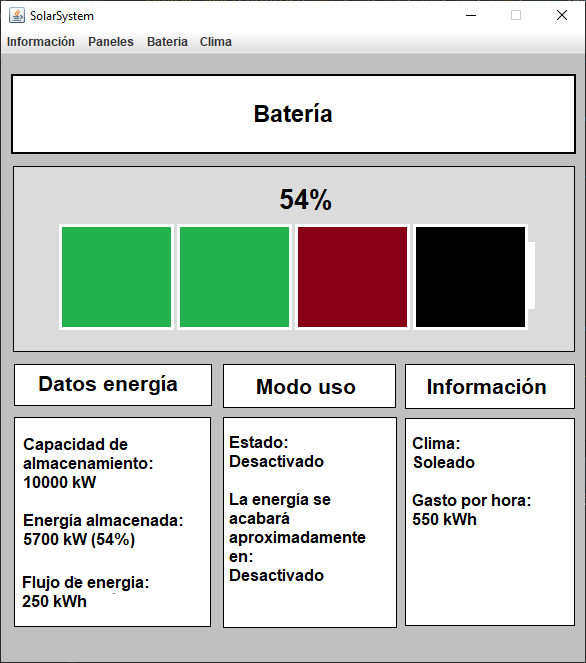 SolarSystem
Información Paneles Bateria Clima
Batería
54%
Datos energía
Capacidad de
almacenamiento:
10000 kW
Energía almacenada:
5700 kW (54%)
Flujo de energia:
250 kWh
Modo uso
Estado:
Desactivado
La energía se
acabará
aproximadamente
en:
Desactivado
Información
Clima:
Soleado
Gasto por hora:
550 kWh